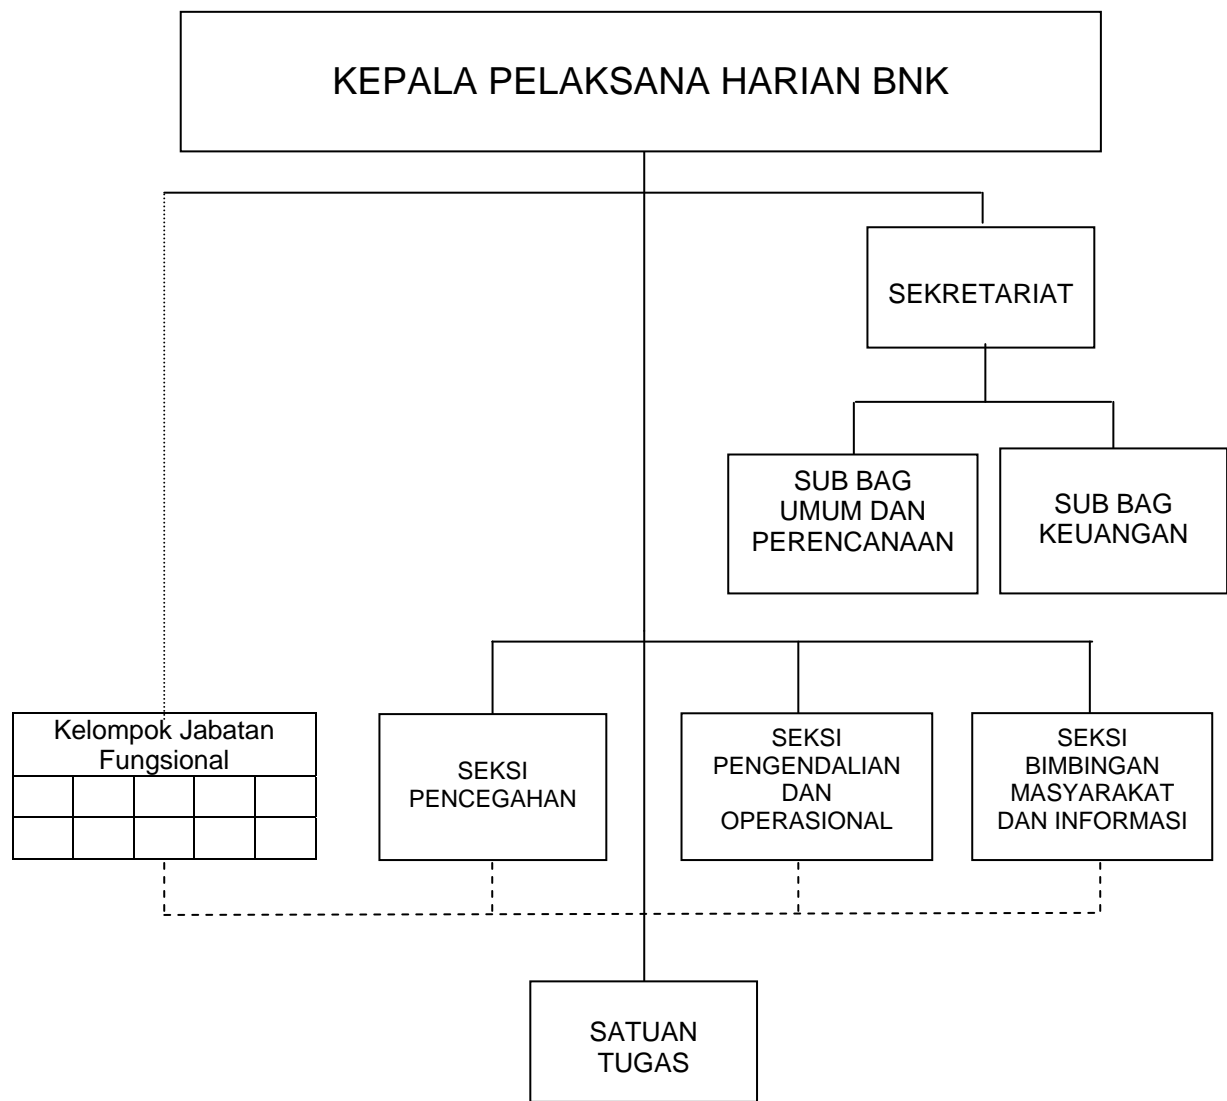 KEPALA PELAKSANA HARIAN BNK
SEKRETARIAT
SUB BAG
UMUM DAN
PERENCANAAN
SUB BAG
KEUANGAN
Kelompok Jabatan
Fungsional
SEKSI
PENCEGAHAN
SEKSI
PENGENDALIAN
DAN
OPERASIONAL
SEKSI
BIMBINGAN
MASYARAKAT
DAN INFORMASI
SATUAN
TUGAS